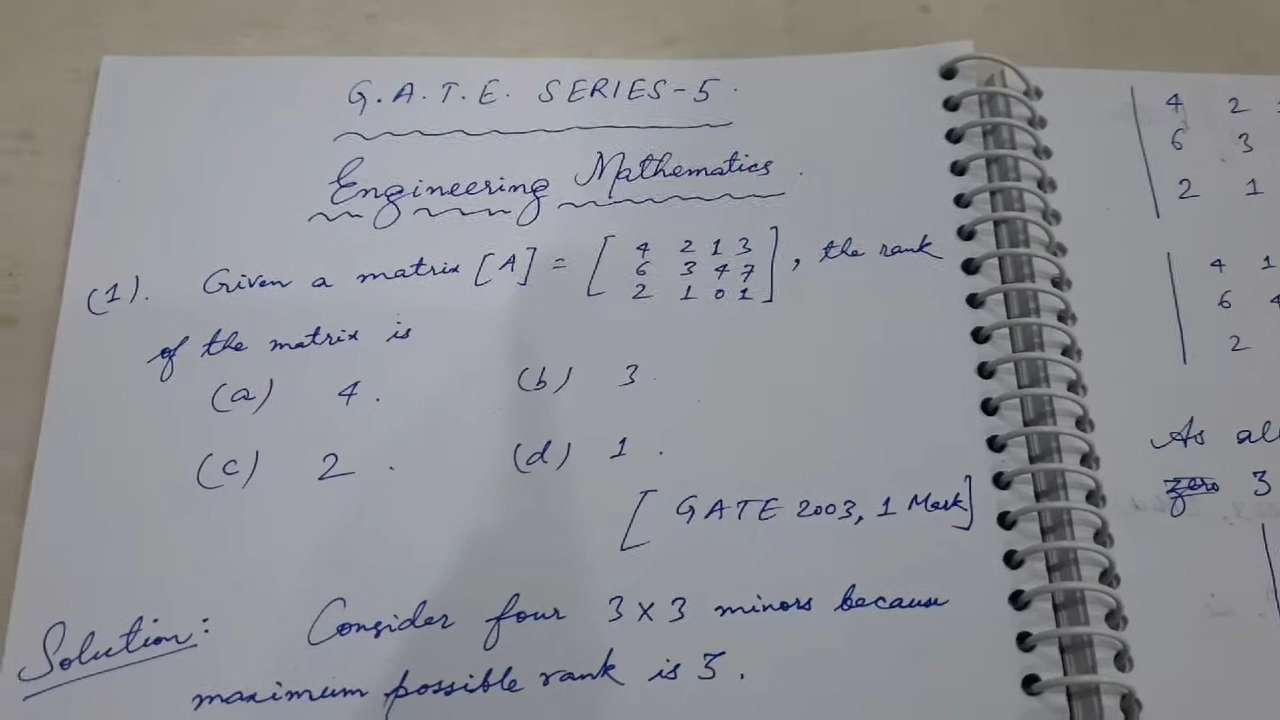 G.A.T.E. SERIES-5.
Engineering Mathematics.
(1). Given a matrix [A] = [ 4 2 1 3
6 3 4 7
2 1 0 1 ], the rank
of the matrix is
(a) 4. (b) 3.
(c) 2. (d) 1.
[GATE 2003, 1 Mark]
Solution: Consider four 3 x 3 minors because
maximum possible rank is 3.
4 2
6 3
2 1
4 1
6 4
2
As all
zero 3